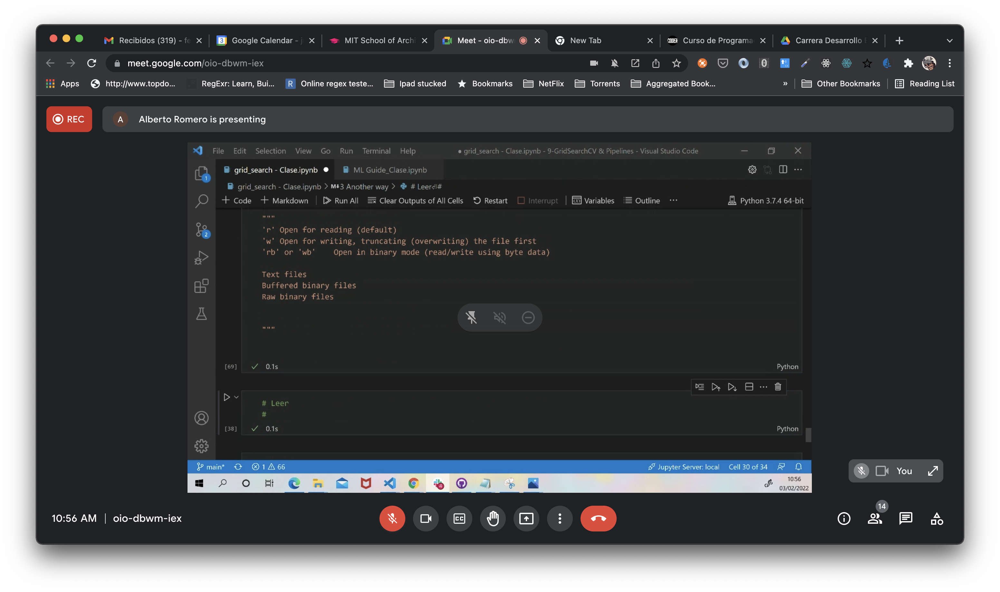 Recibidos (319) - fe
3 Google Calendar - j
MIT School of Archi
Meet - oio-dbw
New Tab
CODER Curso de Programa
Carrera Desarrollo
meet.google.com/oio-dbwm-iex
Apps
http://www.topdo...
RegExr: Learn, Bui...
R Online regex teste...
Ipad stucked
Bookmarks
NetFlix
Torrents
Aggregated Book...
»
Other Bookmarks
Reading List
REC
A Alberto Romero is presenting
File Edit Selection View Go Run Terminal Help
● grid_search - Clase.ipynb - 9-GridSearchCV & Pipelines - Visual Studio Code
1
grid_search - Clase.ipynb ●
ML Guide_Clase.ipynb
grid_search - Clase.ipynb > M↓3 Another way > # Leer⏎#
+ Code + Markdown | Run All Clear Outputs of All Cells Restart Interrupt | Variables Outline ··· Python 3.7.4 64-bit
2
"""
'r' Open for reading (default)
'w' Open for writing, truncating (overwriting) the file first
'rb' or 'wb' Open in binary mode (read/write using byte data)
Text files
Buffered binary files
Raw binary files
"""
[69] ✓ 0.1s Python
# Leer
#
[38] ✓ 0.1s Python
main* 1 66 Jupyter Server: local Cell 30 of 34
You
4
10:56
03/02/2022
10:56 AM | oio-dbwm-iex
CC
14